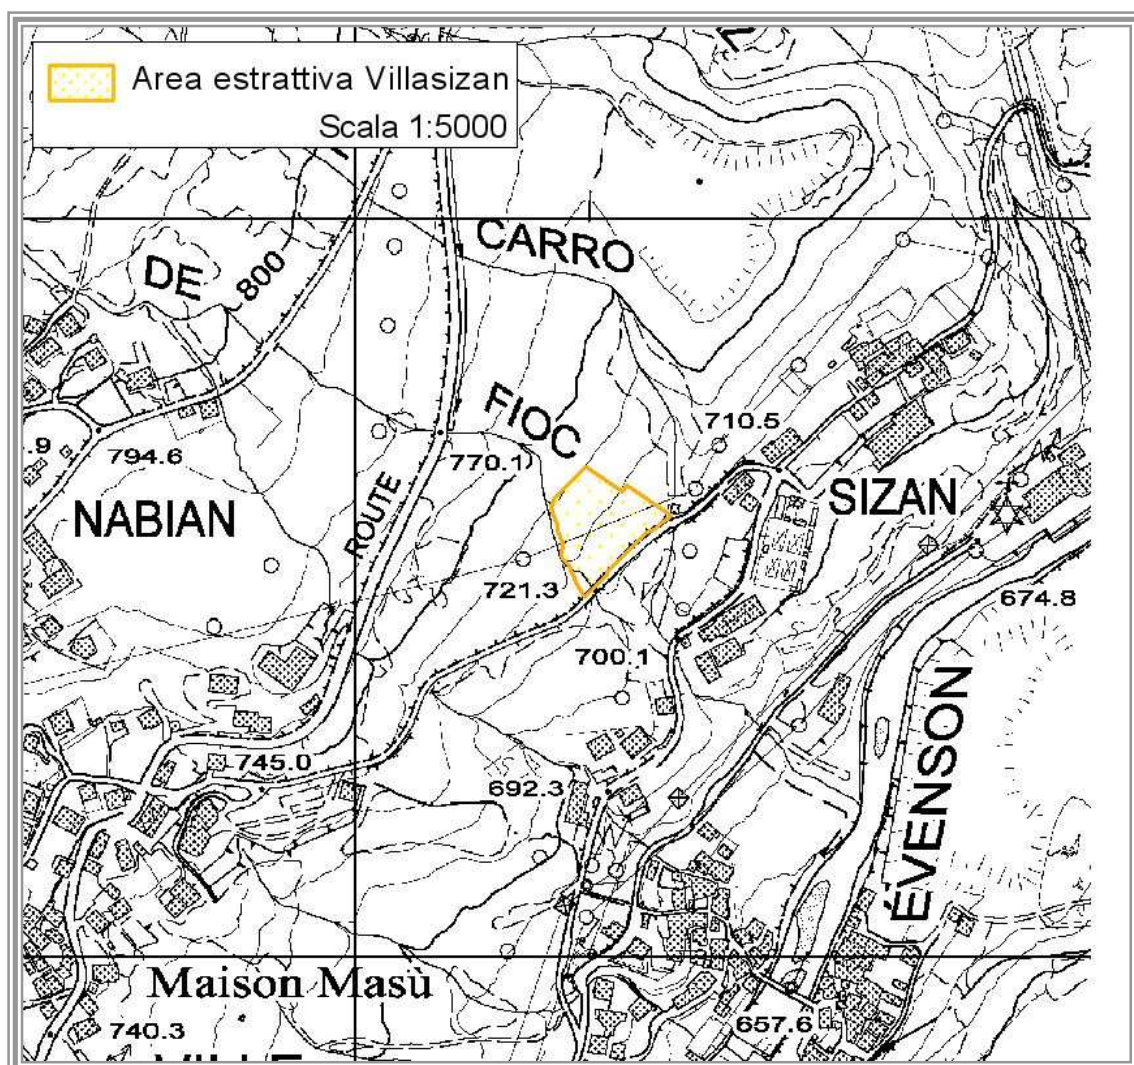 Area estrattiva Villasizan
Scala 1:5000
CARRO
DE
800
FIOC
710.5
.9
794.6
770.1
NABIAN
ROUTE
SIZAN
721.3
674.8
700.1
ÉVENSON
745.0
692.3
Maison Masù
740.3
657.6
VILLE